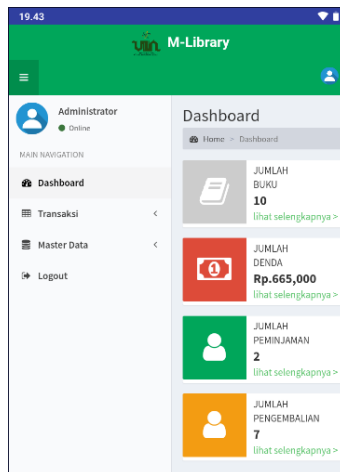 19.43
M-Library
Administrator
Online
MAIN NAVIGATION
Dashboard
Transaksi
Master Data
Logout
Dashboard
Home > Dashboard
JUMLAH
BUKU
10
lihat selengkapnya >
JUMLAH
DENDA
Rp.665,000
lihat selengkapnya >
JUMLAH
PEMINJAMAN
2
lihat selengkapnya >
JUMLAH
PENGEMBALIAN
7
lihat selengkapnya >